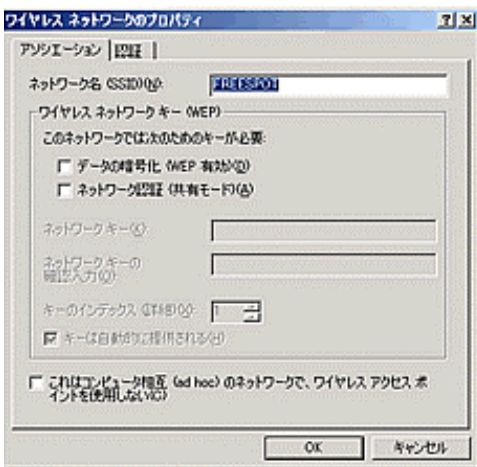 ワイヤレス ネットワークのプロパティ
アソシエーション
認証
ネットワーク名 (SSID)(N):
FREESPOT
ワイヤレス ネットワーク キー (WEP)
このネットワークでは次のためのキーが必要:
データの暗号化 (WEP 有効)(D)
ネットワーク認証 (共有モード)(A)
ネットワーク キー(K):
ネットワーク キーの
確認入力(O):
キーのインデックス (詳細)(X):
1
キーは自動的に提供される(H)
これはコンピュータ相互 (ad hoc) のネットワークで、ワイヤレス アクセス ポ
イントを使用しない(C)
OK
キャンセル